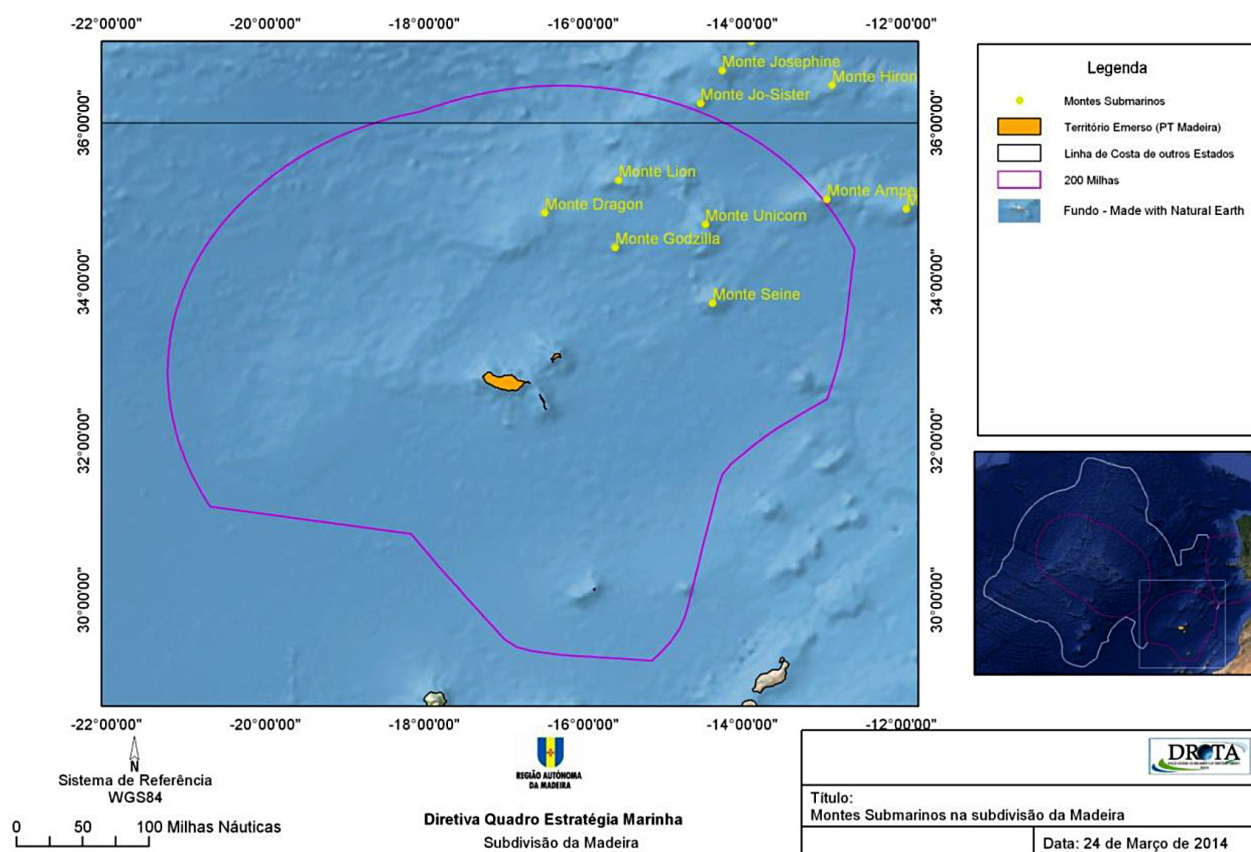 -22°00'00"
-20°00'00"
-18°00'00"
-16°00'00"
-14°00'00"
-12°00'00"
36°00'00"
34°00'00"
32°00'00"
30°00'00"
Monte Josephine
Monte Hiron
Monte Jo-Sister
Monte Lion
Monte Ampe
M
Monte Dragon
Monte Unicorn
Monte Godzilla
Monte Seine
36°00'00"
34°00'00"
32°00'00"
30°00'00"
-22°00'00"
-20°00'00"
-18°00'00"
-16°00'00"
-14°00'00"
-12°00'00"
Legenda
Montes Submarinos
Território Emerso (PT Madeira)
Linha de Costa de outros Estados
200 Milhas
Fundo - Made with Natural Earth
N
Sistema de Referência
WGS84
0 50 100 Milhas Náuticas
REGIÃO AUTÓNOMA
DA MADEIRA
Diretiva Quadro Estratégia Marinha
Subdivisão da Madeira
DROTA
Título:
Montes Submarinos na subdivisão da Madeira
Data: 24 de Março de 2014